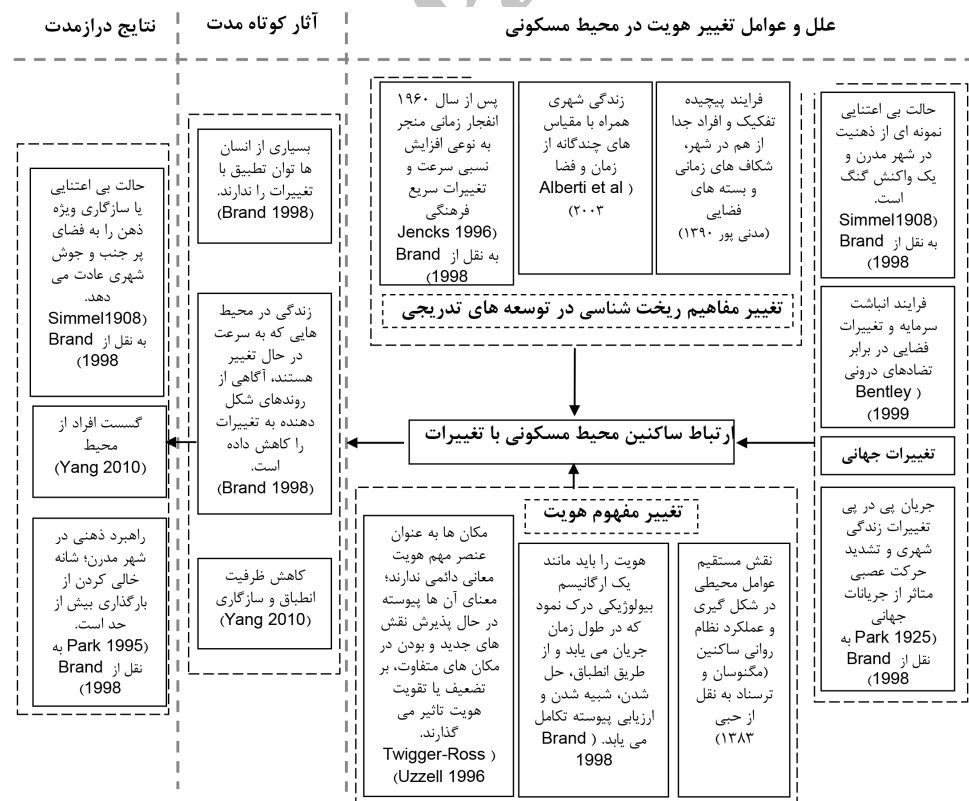 علل و عوامل تغییر هویت در محیط مسکونی
آثار کوتاه مدت
نتایج درازمدت
حالت بی اعتنایی
نمونه ای از ذهنیت
در شهر مدرن و
یک واکنش گنگ
است.
(Simmel1908
به نقل از Brand
1998)
فرایند انباشت
سرمایه و تغییرات
فضایی در برابر
تضادهای درونی
( Bentley
1999)
تغییرات جهانی
جریان پی در پی
تغییرات زندگی
شهری و تشدید
حرکت عصبی
متاثر از جریانات
جهانی
(Park 1925 به
نقل از Brand
1998)
فرایند پیچیده
تفکیک و افراد جدا
از هم در شهر،
شکاف های زمانی
و بسته های
فضایی
(مدنی پور ۱۳۹۰)
زندگی شهری
همراه با مقیاس
های چندگانه از
زمان و فضا
( Alberti et al
۲۰۰۳)
پس از سال ۱۹۶۰
انفجار زمانی منجر
به نوعی افزایش
نسبی سرعت و
تغییرات سریع
فرهنگی
(Jencks 1996
به نقل از Brand
1998)
تغییر مفاهیم ریخت شناسی در توسعه های تدریجی
ارتباط ساکنین محیط مسکونی با تغییرات
تغییر مفهوم هویت
نقش مستقیم
عوامل محیطی
در شکل گیری
و عملکرد نظام
روانی ساکنین
(مگنوسان و
ترسناد به نقل
از حبی
۱۳۸۳)
هویت را باید مانند
یک ارگانیسم
بیولوژیکی درک نمود
که در طول زمان
جریان می یابد و از
طریق انطباق، حل
شدن، شبیه شدن و
ارزیابی پیوسته تکامل
می یابد. ( Brand
1998
مکان ها به عنوان
عنصر مهم هویت
معانی دائمی ندارند؛
معنای آن ها پیوسته
در حال پذیرش نقش
های جدید و بودن در
مکان های متفاوت، بر
تضعیف یا تقویت
هویت تاثیر می
گذارند.
( Twigger-Ross
Uzzell 1996)
بسیاری از انسان
ها توان تطبیق با
تغییرات را ندارند.
(Brand 1998)
زندگی در محیط
هایی که به سرعت
در حال تغییر
هستند، آگاهی از
روندهای شکل
دهنده به تغییرات
را کاهش داده
است.
(Brand 1998)
کاهش ظرفیت
انطباق و سازگاری
(Yang 2010)
حالت بی اعتنایی
یا سازگاری ویژه
ذهن را به فضای
پر جنب و جوش
شهری عادت می
دهد.
(Simmel1908
به نقل از Brand
1998)
گسست افراد از
محیط
(Yang 2010)
راهبرد ذهنی در
شهر مدرن؛ شانه
خالی کردن از
بارگذاری بیش از
حد است.
(Park 1995 به
نقل از Brand
1998)